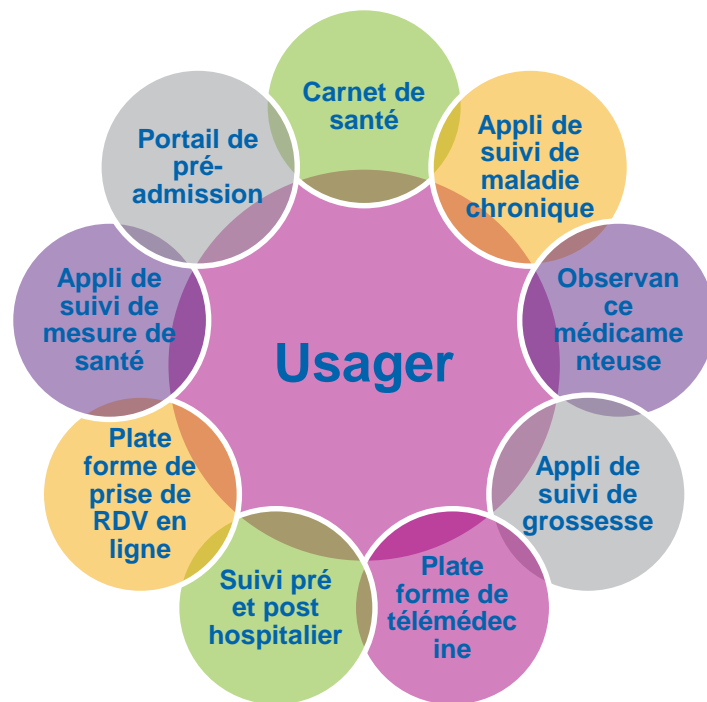 Carnet de
santé
Appli de
suivi de
maladie
chronique
Observan
ce
médicame
nteuse
Appli de
suivi de
grossesse
Plate
forme de
télémédec
ine
Suivi pré
et post
hospitalier
Plate
forme de
prise de
RDV en
ligne
Appli de
suivi de
mesure de
santé
Portail de
pré-
admission
Usager